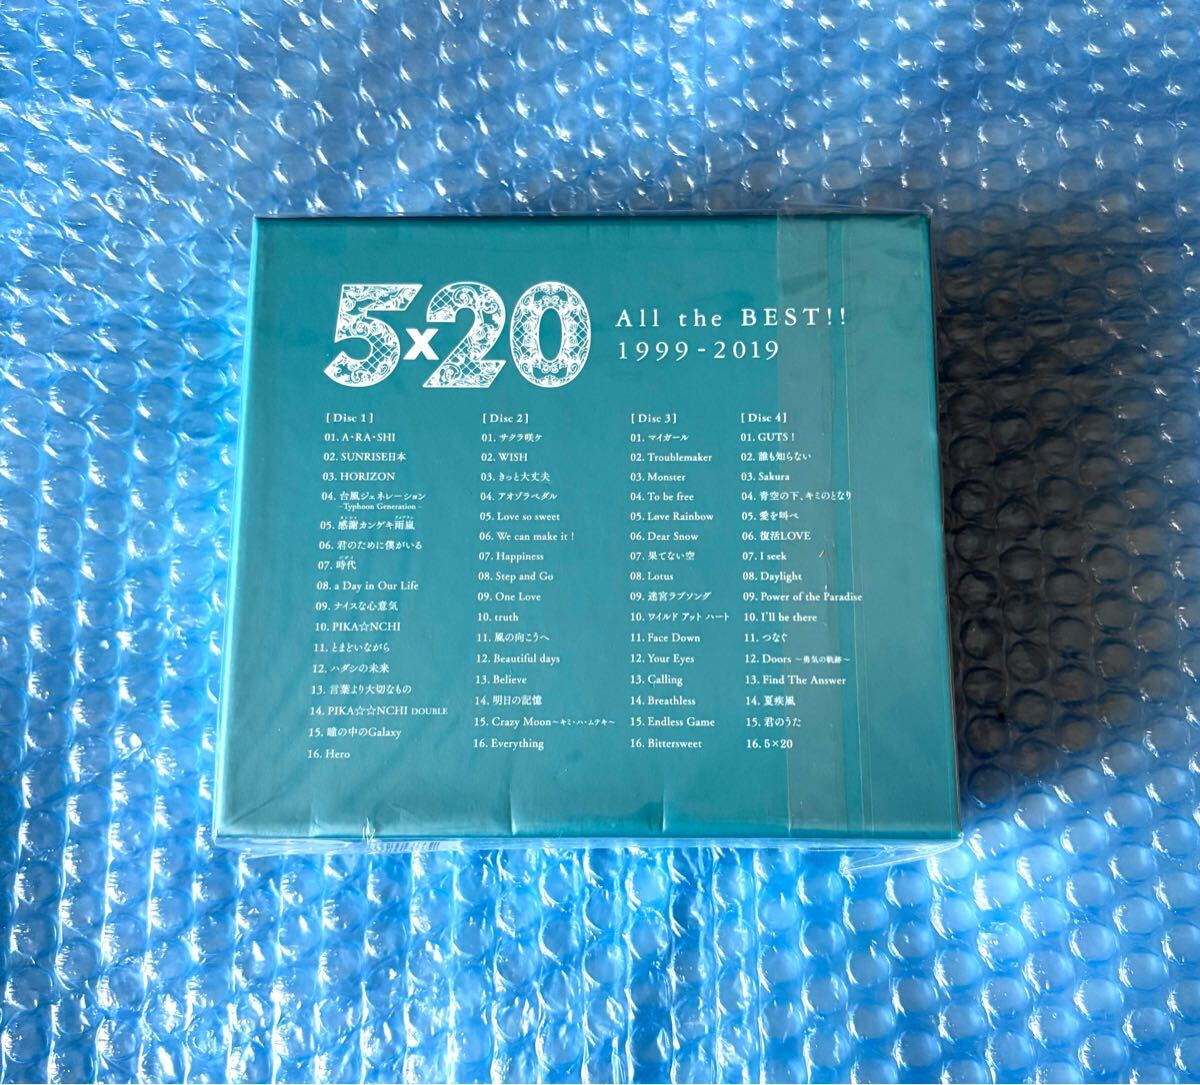 5×20
All the BEST!!
1999-2019
[Disc 1]
01. A・RA・SHI
02. SUNRISE日本
03. HORIZON
04. 台風ジェネレーション
-Typhoon Generation-
05. 感謝カンゲキ雨嵐
06. 君のために僕がいる
07. 時代
08. a Day in Our Life
09. ナイスな心意気
10. PIKA☆NCHI
11. とまどいながら
12. ハダシの未来
13. 言葉より大切なもの
14. PIKA☆☆NCHI DOUBLE
15. 瞳の中のGalaxy
16. Hero
[Disc 2]
01. サクラ咲ケ
02. WISH
03. きっと大丈夫
04. アオゾラペダル
05. Love so sweet
06. We can make it!
07. Happiness
08. Step and Go
09. One Love
10. truth
11. 風の向こうへ
12. Beautiful days
13. Believe
14. 明日の記憶
15. Crazy Moon～キミ・ハ・ムテキ～
16. Everything
[Disc 3]
01. マイガール
02. Troublemaker
03. Monster
04. To be free
05. Løve Rainbow
06. Dear Snow
07. 果てない空
08. Lotus
09. 迷宮ラブソング
10. ワイルド アット ハート
11. Face Down
12. Your Eyes
13. Calling
14. Breathless
15. Endless Game
16. Bittersweet
[Disc 4]
01. GUTS !
02. 誰も知らない
03. Sakura
04. 青空の下、キミのとなり
05. 愛を叫べ
06. 復活LOVE
07. I seek
08. Daylight
09. Power of the Paradise
10. I'll be there
11. つなぐ
12. Doors ～勇気の軌跡～
13. Find The Answer
14. 夏疾風
15. 君のうた
16. 5×20